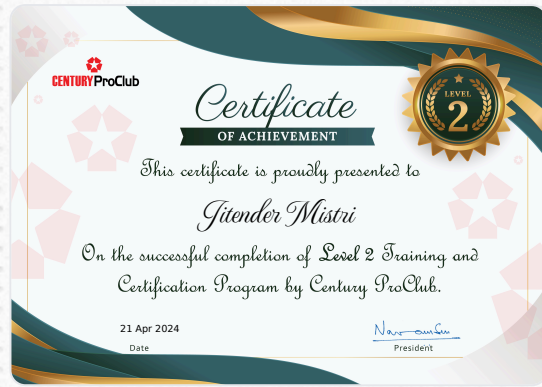 CENTURY ProClub
LEVEL
2
Certificate
OF ACHIEVEMENT
This certificate is proudly presented to
Jitender Mistri
On the successful completion of Level 2 Training and
Certification Program by Century ProClub.
21 Apr 2024
Date
President